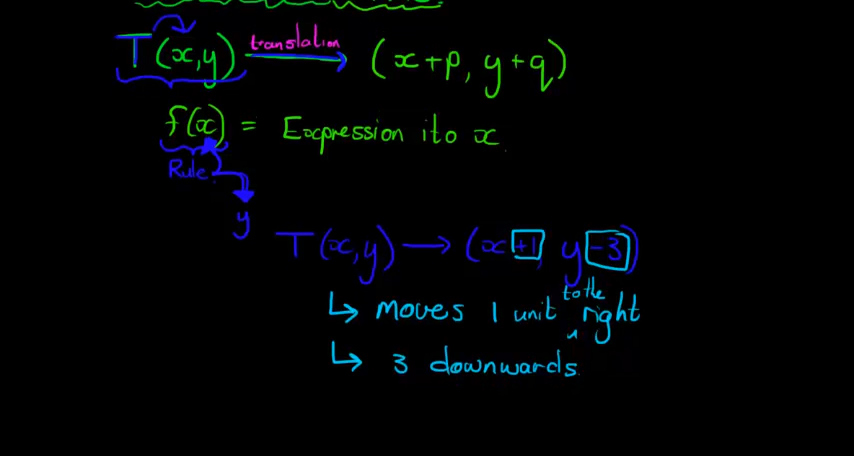 T(x,y) translation → (x+p, y+q)
f(x) = Expression ito x.
Rule.
y
T(x,y) → (x+1, y-3)
↳ moves 1 unit to the right
↳ 3 downwards.